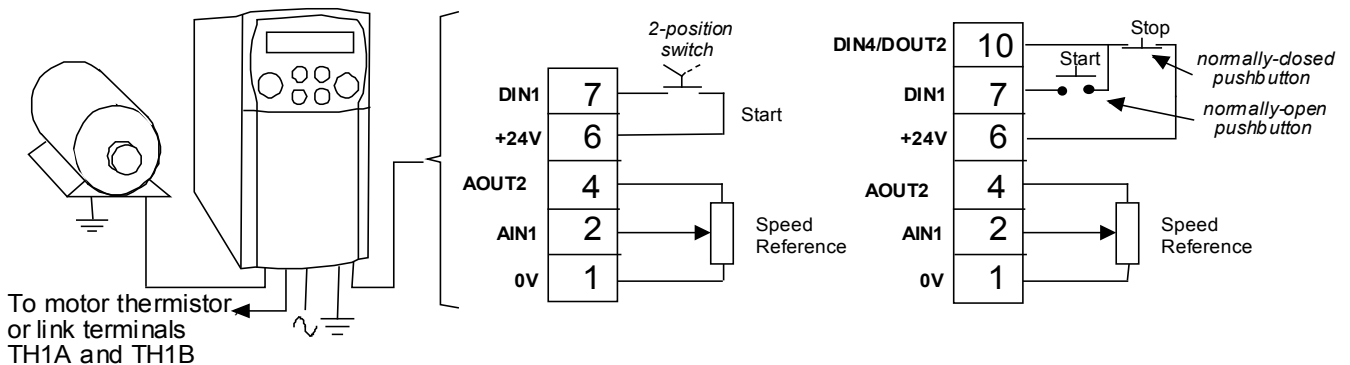 To motor thermistor
or link terminals
TH1A and TH1B
2-position
switch
DIN1 7
Start
+24V 6
AOUT2 4
AIN1 2
Speed
Reference
0V 1
DIN4/DOUT2 10
Stop
Start
normally-closed
pushbutton
DIN1 7
normally-open
pushbutton
+24V 6
AOUT2 4
AIN1 2
Speed
Reference
0V 1